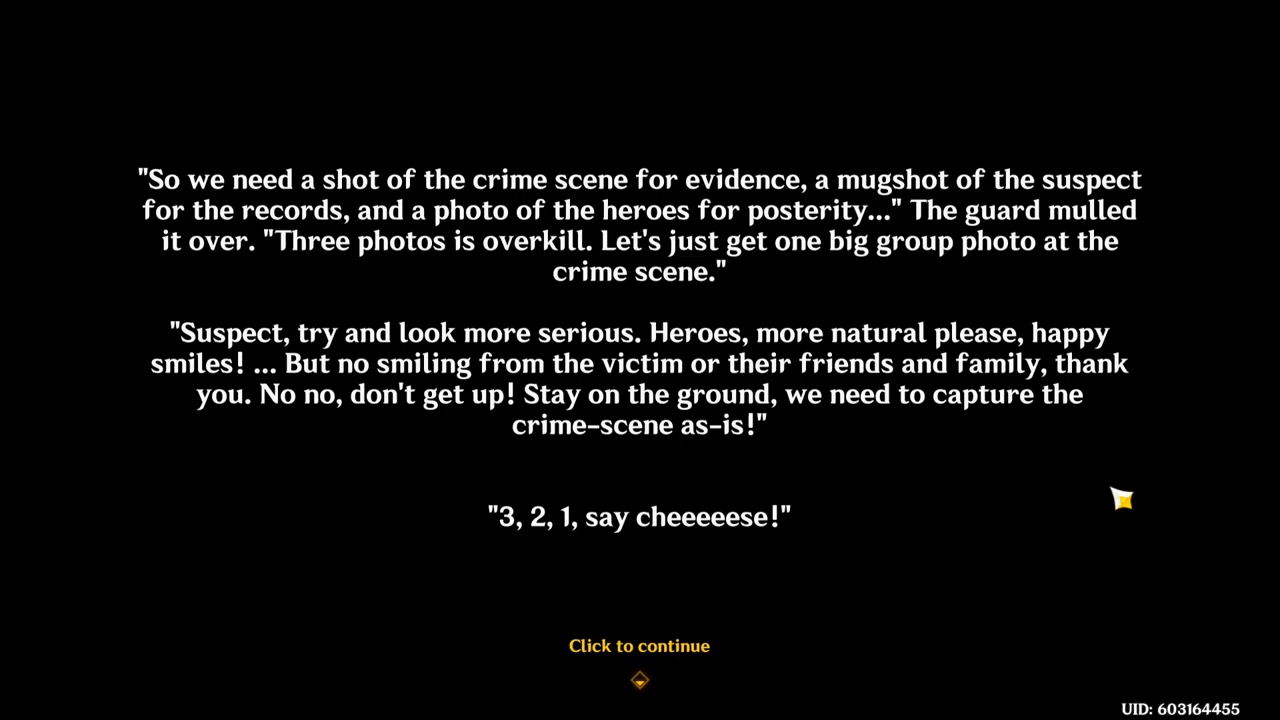 "So we need a shot of the crime scene for evidence, a mugshot of the suspect
for the records, and a photo of the heroes for posterity..." The guard mulled
it over. "Three photos is overkill. Let's just get one big group photo at the
crime scene."
"Suspect, try and look more serious. Heroes, more natural please, happy
smiles! ... But no smiling from the victim or their friends and family, thank
you. No no, don't get up! Stay on the ground, we need to capture the
crime-scene as-is!"
"3, 2, 1, say cheeeeese!"
Click to continue
UID: 603164455